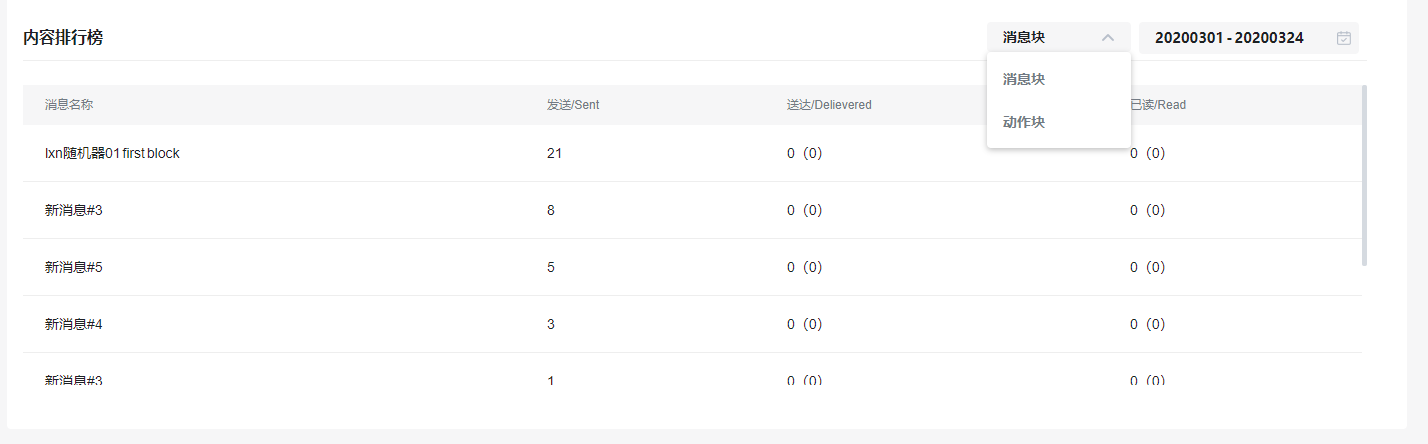 内容排行榜
消息块
20200301 - 20200324
消息块
动作块
消息名称 发送/Sent 送达/Delievered 已读/Read
lxn随机器01 first block 21 0（0） 0（0）
新消息#3 8 0（0） 0（0）
新消息#5 5 0（0） 0（0）
新消息#4 3 0（0） 0（0）
新消息#3 1 0（0） 0（0）